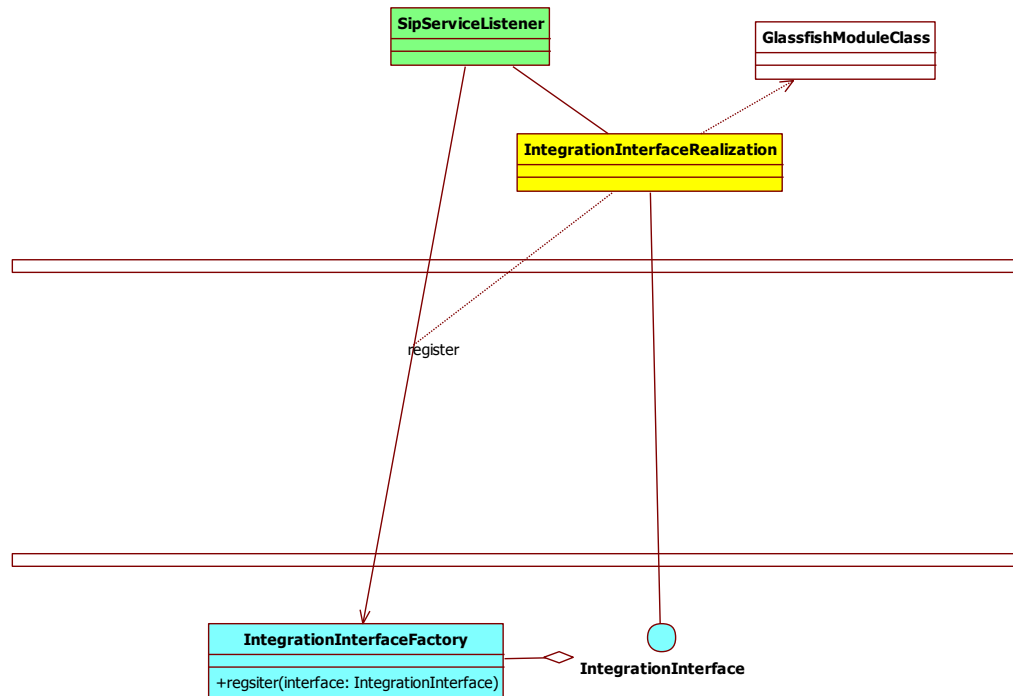 SipServiceListener
GlassfishModuleClass
IntegrationInterfaceRealization
register
IntegrationInterfaceFactory
+regsiter(interface: IntegrationInterface)
IntegrationInterface